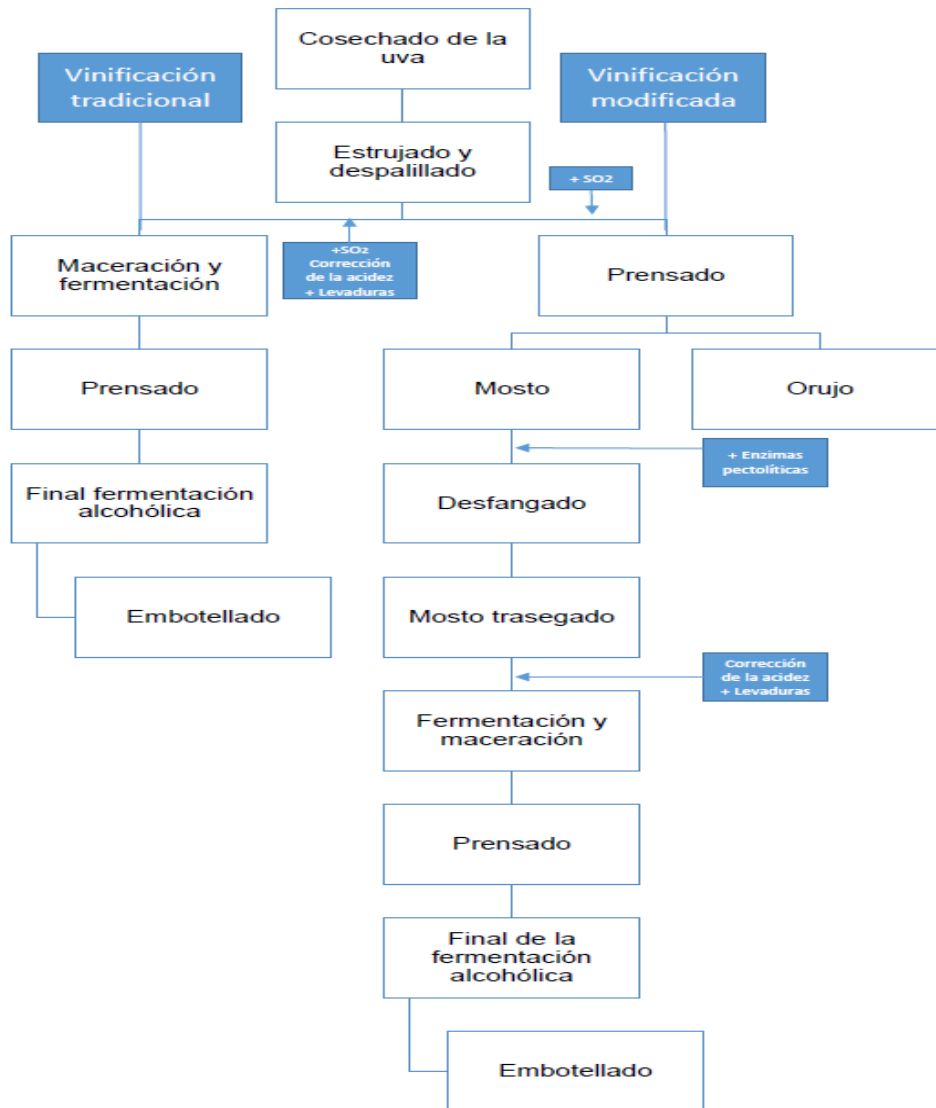 Cosechado de la
uva
Vinificación
tradicional
Vinificación
modificada
Estrujado y
despalillado
+ SO2
Maceración y
fermentación
+SO₂
Corrección
de la acidez
+ Levaduras
Prensado
Prensado
Mosto
Orujo
+ Enzimas
pectolíticas
Final fermentación
alcohólica
Desfangado
Embotellado
Mosto trasegado
Corrección
de la acidez
+ Levaduras
Fermentación y
maceración
Prensado
Final de la
fermentación
alcohólica
Embotellado